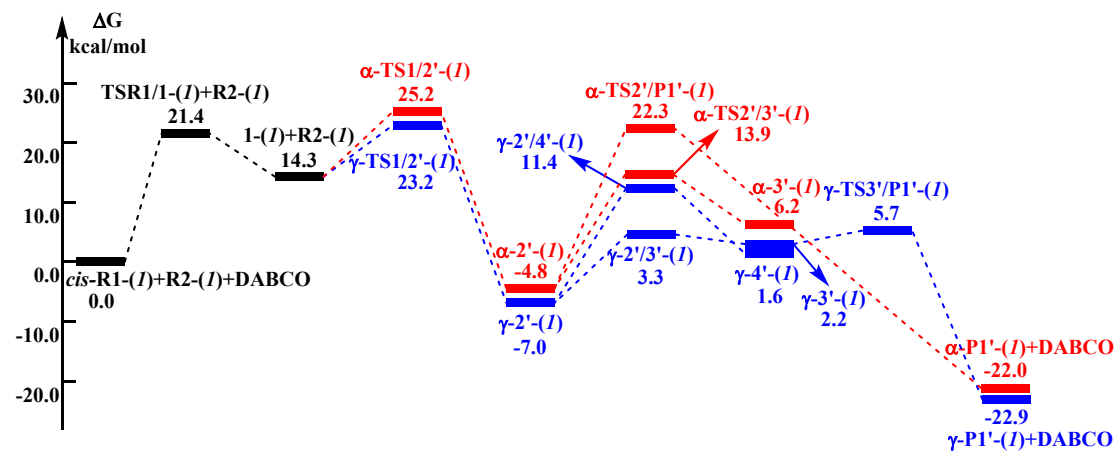 ΔG
kcal/mol
30.0
20.0
10.0
0.0
-10.0
-20.0
cis-R1-(1)+R2-(1)+DABCO
0.0
TSR1/1-(1)+R2-(1)
21.4
1-(1)+R2-(1)
14.3
α-TS1/2'-(1)
25.2
γ-TS1/2'-(1)
23.2
α-2'-(1)
-4.8
γ-2'-(1)
-7.0
α-TS2'/P1'-(1)
22.3
α-TS2'/3'-(1)
13.9
γ-2'/4'-(1)
11.4
γ-2'/3'-(1)
3.3
α-3'-(1)
6.2
γ-4'-(1)
1.6
γ-3'-(1)
2.2
γ-TS3'/P1'-(1)
5.7
α-P1'-(1)+DABCO
-22.0
-22.9
γ-P1'-(1)+DABCO